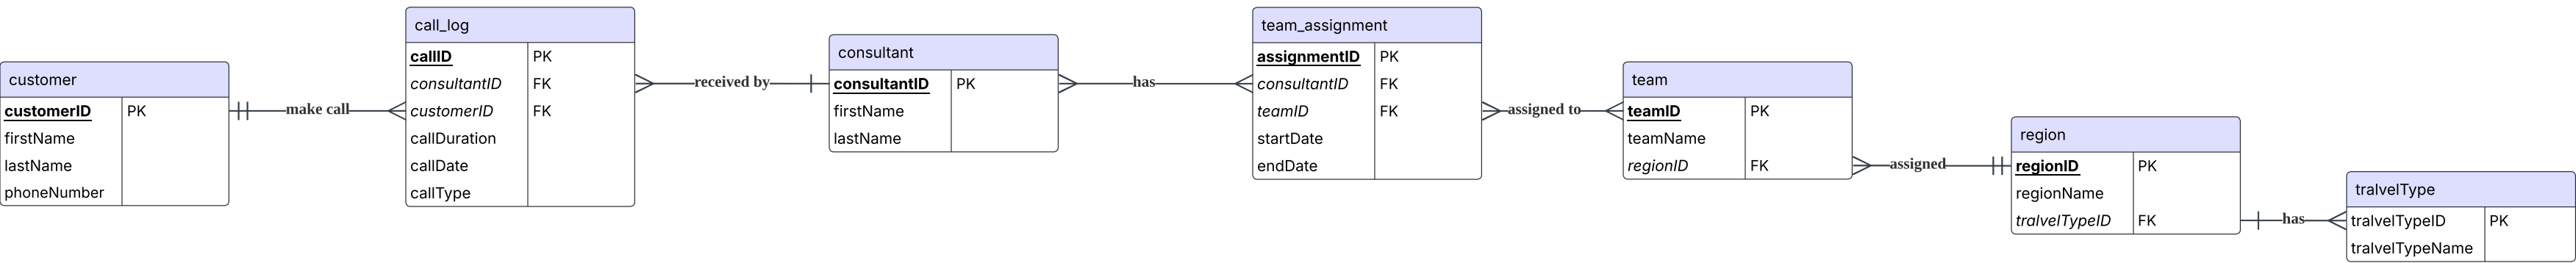 customer
customerID PK
firstName
lastName
phoneNumber
make call
call_log
callID PK
consultantID FK
customerID FK
callDuration
callDate
callType
received by
consultant
consultantID PK
firstName
lastName
has
team_assignment
assignmentID PK
consultantID FK
teamID FK
startDate
endDate
assigned to
team
teamID PK
teamName
regionID FK
assigned
region
regionID PK
regionName
tralvelTypeID FK
has
tralvelType
tralvelTypeID PK
tralvelTypeName